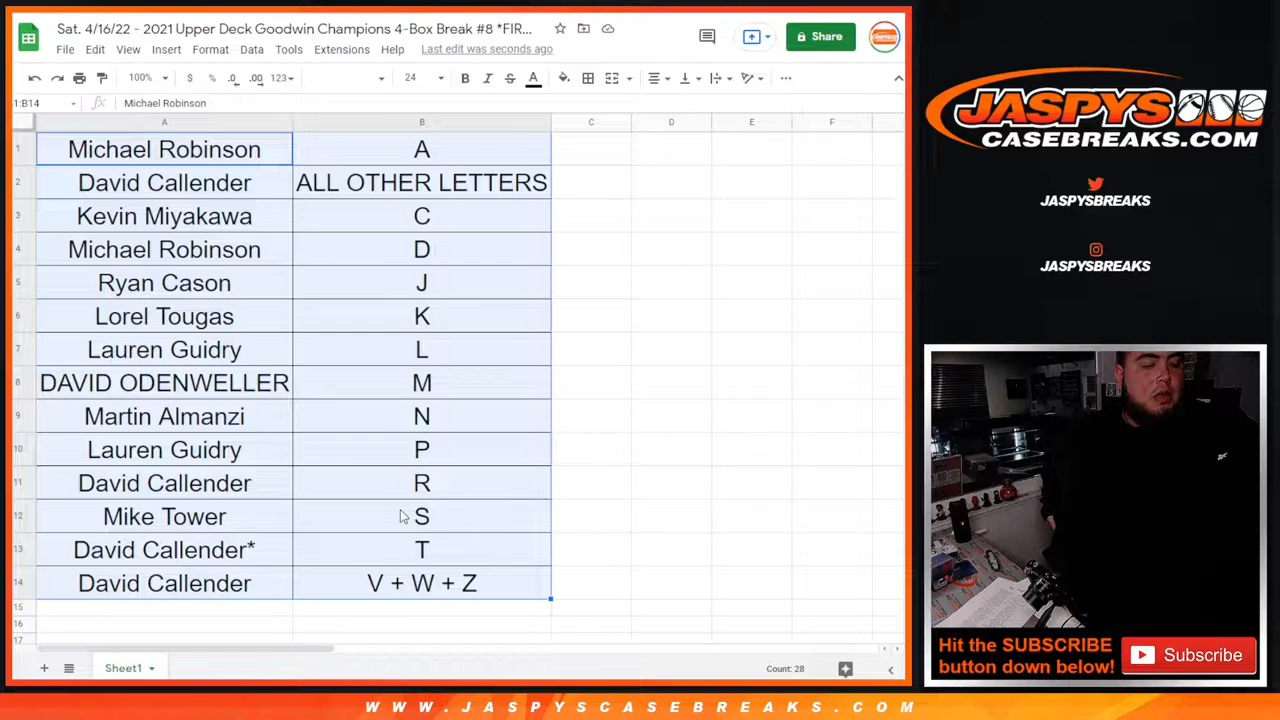 Sat. 4/16/22 - 2021 Upper Deck Goodwin Champions 4-Box Break #8 *FIR...
File Edit View Insert Format Data Tools Extensions Help Last edit was seconds ago
Share
100% $ % .0 .00 123 24 B I S A
1:B14 fx Michael Robinson
A B C D E F
1 Michael Robinson A
2 David Callender ALL OTHER LETTERS
3 Kevin Miyakawa C
4 Michael Robinson D
5 Ryan Cason J
6 Lorel Tougas K
7 Lauren Guidry L
8 DAVID ODENWELLER M
9 Martin Almanzi N
10 Lauren Guidry P
11 David Callender R
12 Mike Tower S
13 David Callender* T
14 David Callender V + W + Z
15
16
17
Sheet1 Count: 28
JASPYS
CASEBREAKS.COM
JASPYSBREAKS
JASPYSBREAKS
Hit the SUBSCRIBE
button down below!
Subscribe
WWW.JASPYSCASEBREAKS.COM